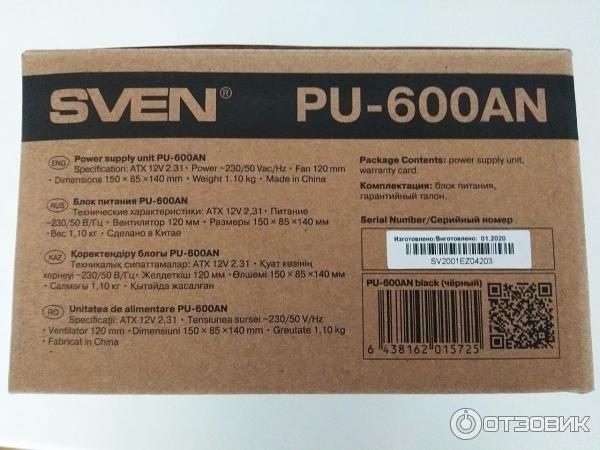 SVEN® PU-600AN
ENG Power supply unit PU-600AN
Specification: ATX 12V 2.31 • Power ~230/50 Vac/Hz • Fan 120 mm
• Dimensions 150 × 85 × 140 mm • Weight 1.10 kg • Made in China
RUS Блок питания PU-600AN
Технические характеристики: ATX 12V 2,31 • Питание
~230/50 В/Гц • Вентилятор 120 мм • Размеры 150 × 85 × 140 мм
• Вес 1,10 кг • Сделано в Китае
KAZ Қоректендіру блогы PU-600AN
Техникалық сипаттамалар: ATX 12V 2,31 • Қуат көзінің
кернеуі ~230/50 В/Гц • Желдеткіш 120 мм • Өлшемі 150 × 85 × 140 мм
• Салмағы 1,10 кг • Қытайда жасалған
RO Unitatea de alimentare PU-600AN
Specificații: ATX 12V 2,31 • Tensiunea sursei ~230/50 V/Hz
• Ventilator 120 mm • Dimensiuni 150 × 85 × 140 mm • Greutate 1,10 kg
• Fabricat in China
Package Contents: power supply unit,
warranty card.
Комплектация: блок питания,
гарантийный талон.
Serial Number/Серийный номер
Изготовлено/Виготовлено: 01.2020
SV2001EZ04203
PU-600AN black (чёрный)
6 438162 015725
ОТЗОВИК